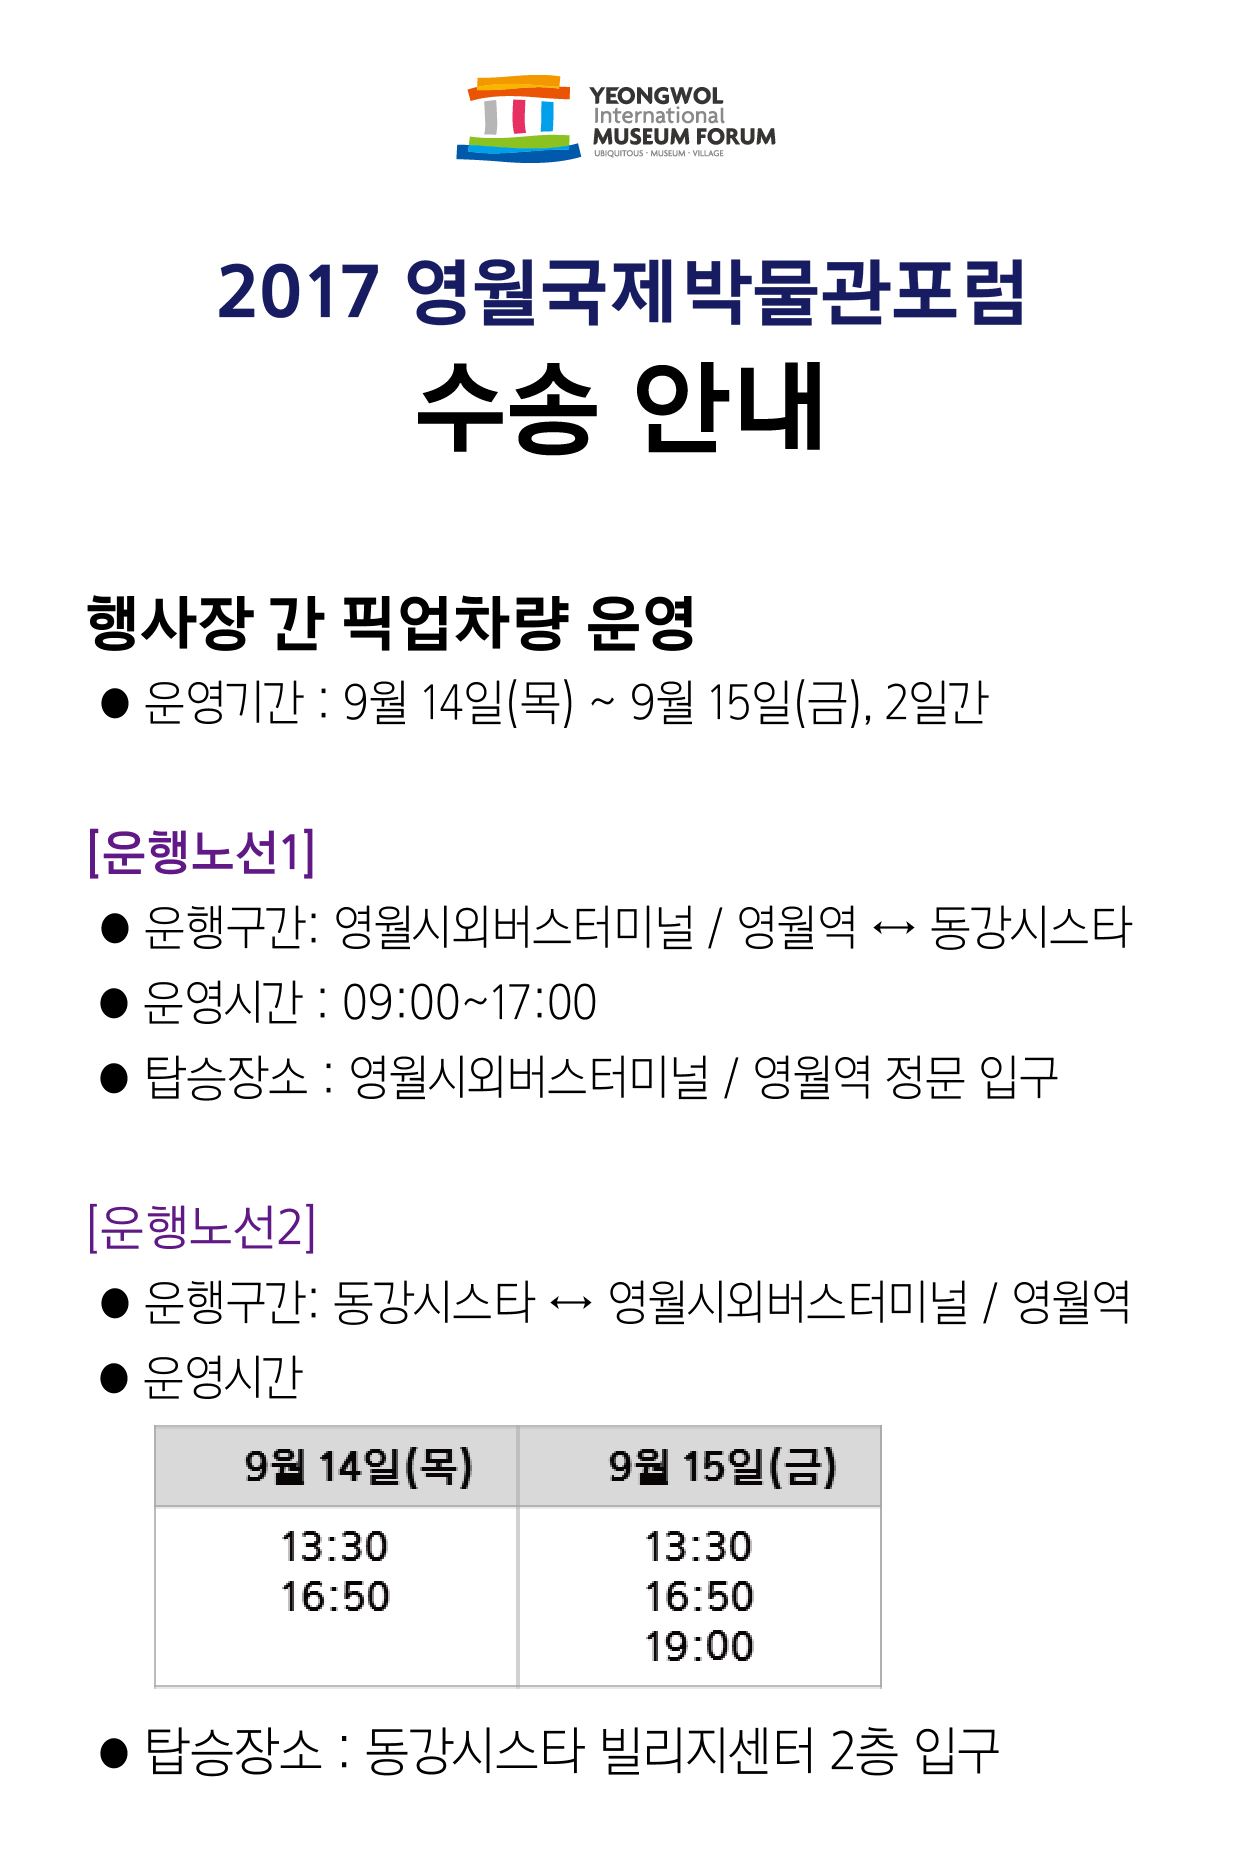 YEONGWOL
International
MUSEUM FORUM
UBIQUITOUS · MUSEUM · VILLAGE
2017 영월국제박물관포럼
수송 안내
행사장 간 픽업차량 운영
● 운영기간 : 9월 14일(목) ~ 9월 15일(금), 2일간
[운행노선1]
● 운행구간: 영월시외버스터미널 / 영월역 ↔ 동강시스타
● 운영시간 : 09:00~17:00
● 탑승장소 : 영월시외버스터미널 / 영월역 정문 입구
[운행노선2]
● 운행구간: 동강시스타 ↔ 영월시외버스터미널 / 영월역
● 운영시간
9월 14일(목) 9월 15일(금)
13:30 13:30
16:50 16:50
19:00
● 탑승장소 : 동강시스타 빌리지센터 2층 입구